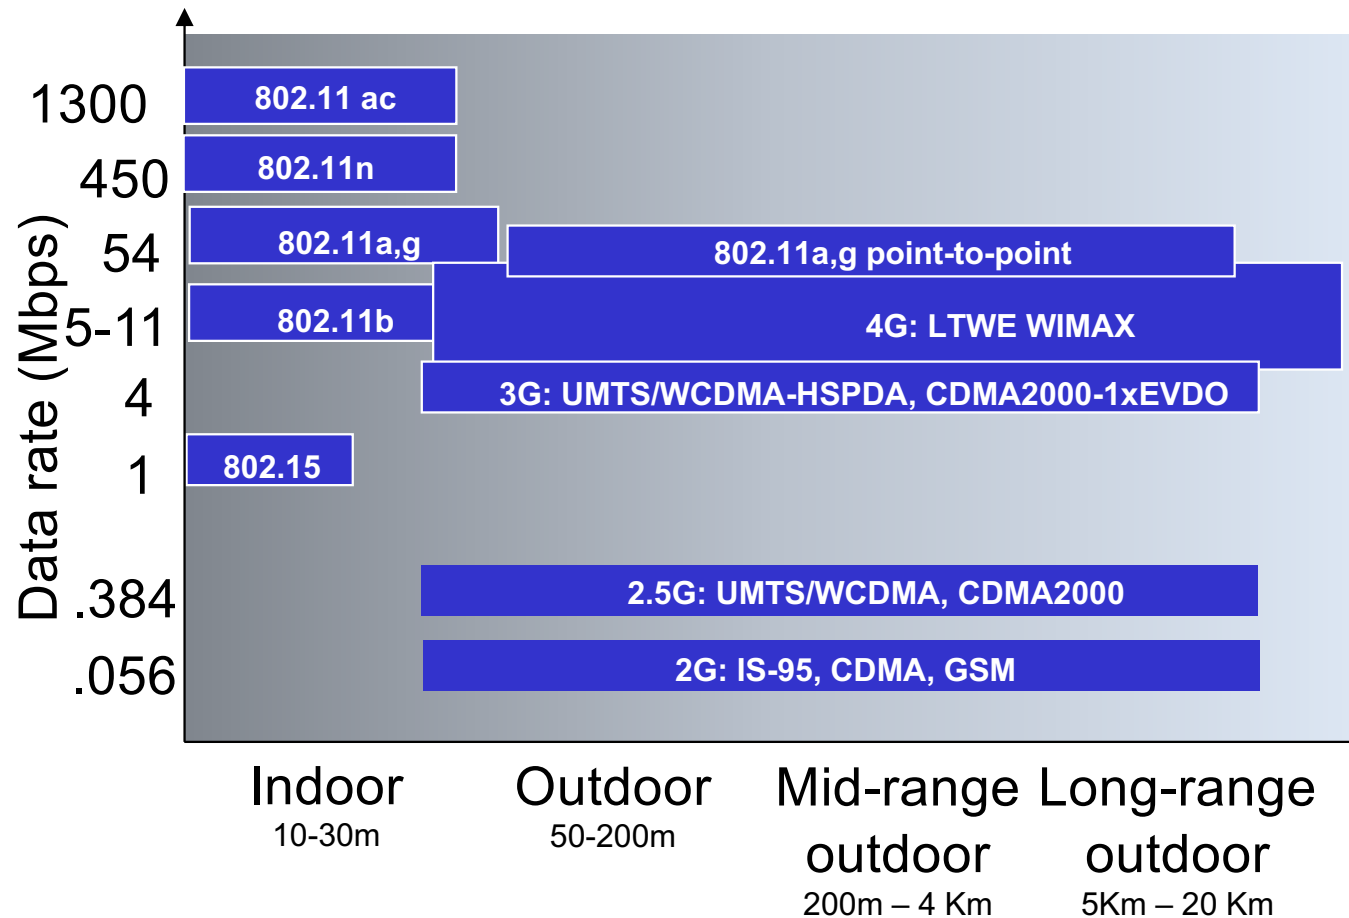 1300
802.11 ac
450
802.11n
54
802.11a,g
802.11a,g point-to-point
5-11
802.11b
4G: LTWE WIMAX
4
3G: UMTS/WCDMA-HSPDA, CDMA2000-1xEVDO
1
802.15
.384
2.5G: UMTS/WCDMA, CDMA2000
.056
2G: IS-95, CDMA, GSM
Data rate (Mbps)
Indoor
10-30m
Outdoor
50-200m
Mid-range
outdoor
200m – 4 Km
Long-range
outdoor
5Km – 20 Km